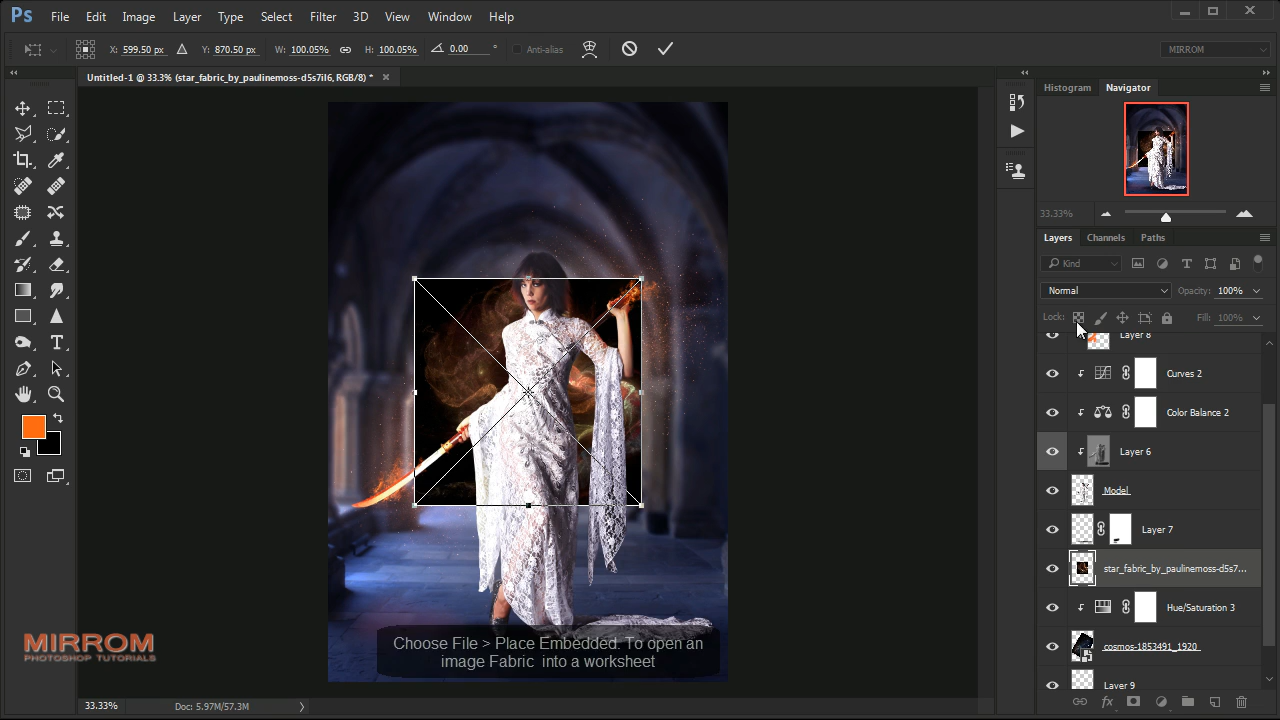 Ps File Edit Image Layer Type Select Filter 3D View Window Help
X: 599.50 px Y: 870.50 px W: 100.05% H: 100.05% 0.00 ° Anti-alias MIRROM
Untitled-1 @ 33.3% (star_fabric_by_paulinemoss-d5s7il6, RGB/8) *
Histogram Navigator
33.33%
Layers Channels Paths
Kind
Normal Opacity: 100%
Lock: Fill: 100%
Layer 8
Curves 2
Color Balance 2
Layer 6
Model
Layer 7
star_fabric_by_paulinemoss-d5s7...
Hue/Saturation 3
cosmos-1853491_1920
Layer 9
MIRROM
PHOTOSHOP TUTORIALS
Choose File > Place Embedded. To open an
image Fabric into a worksheet
33.33% Doc: 5.97M/57.3M